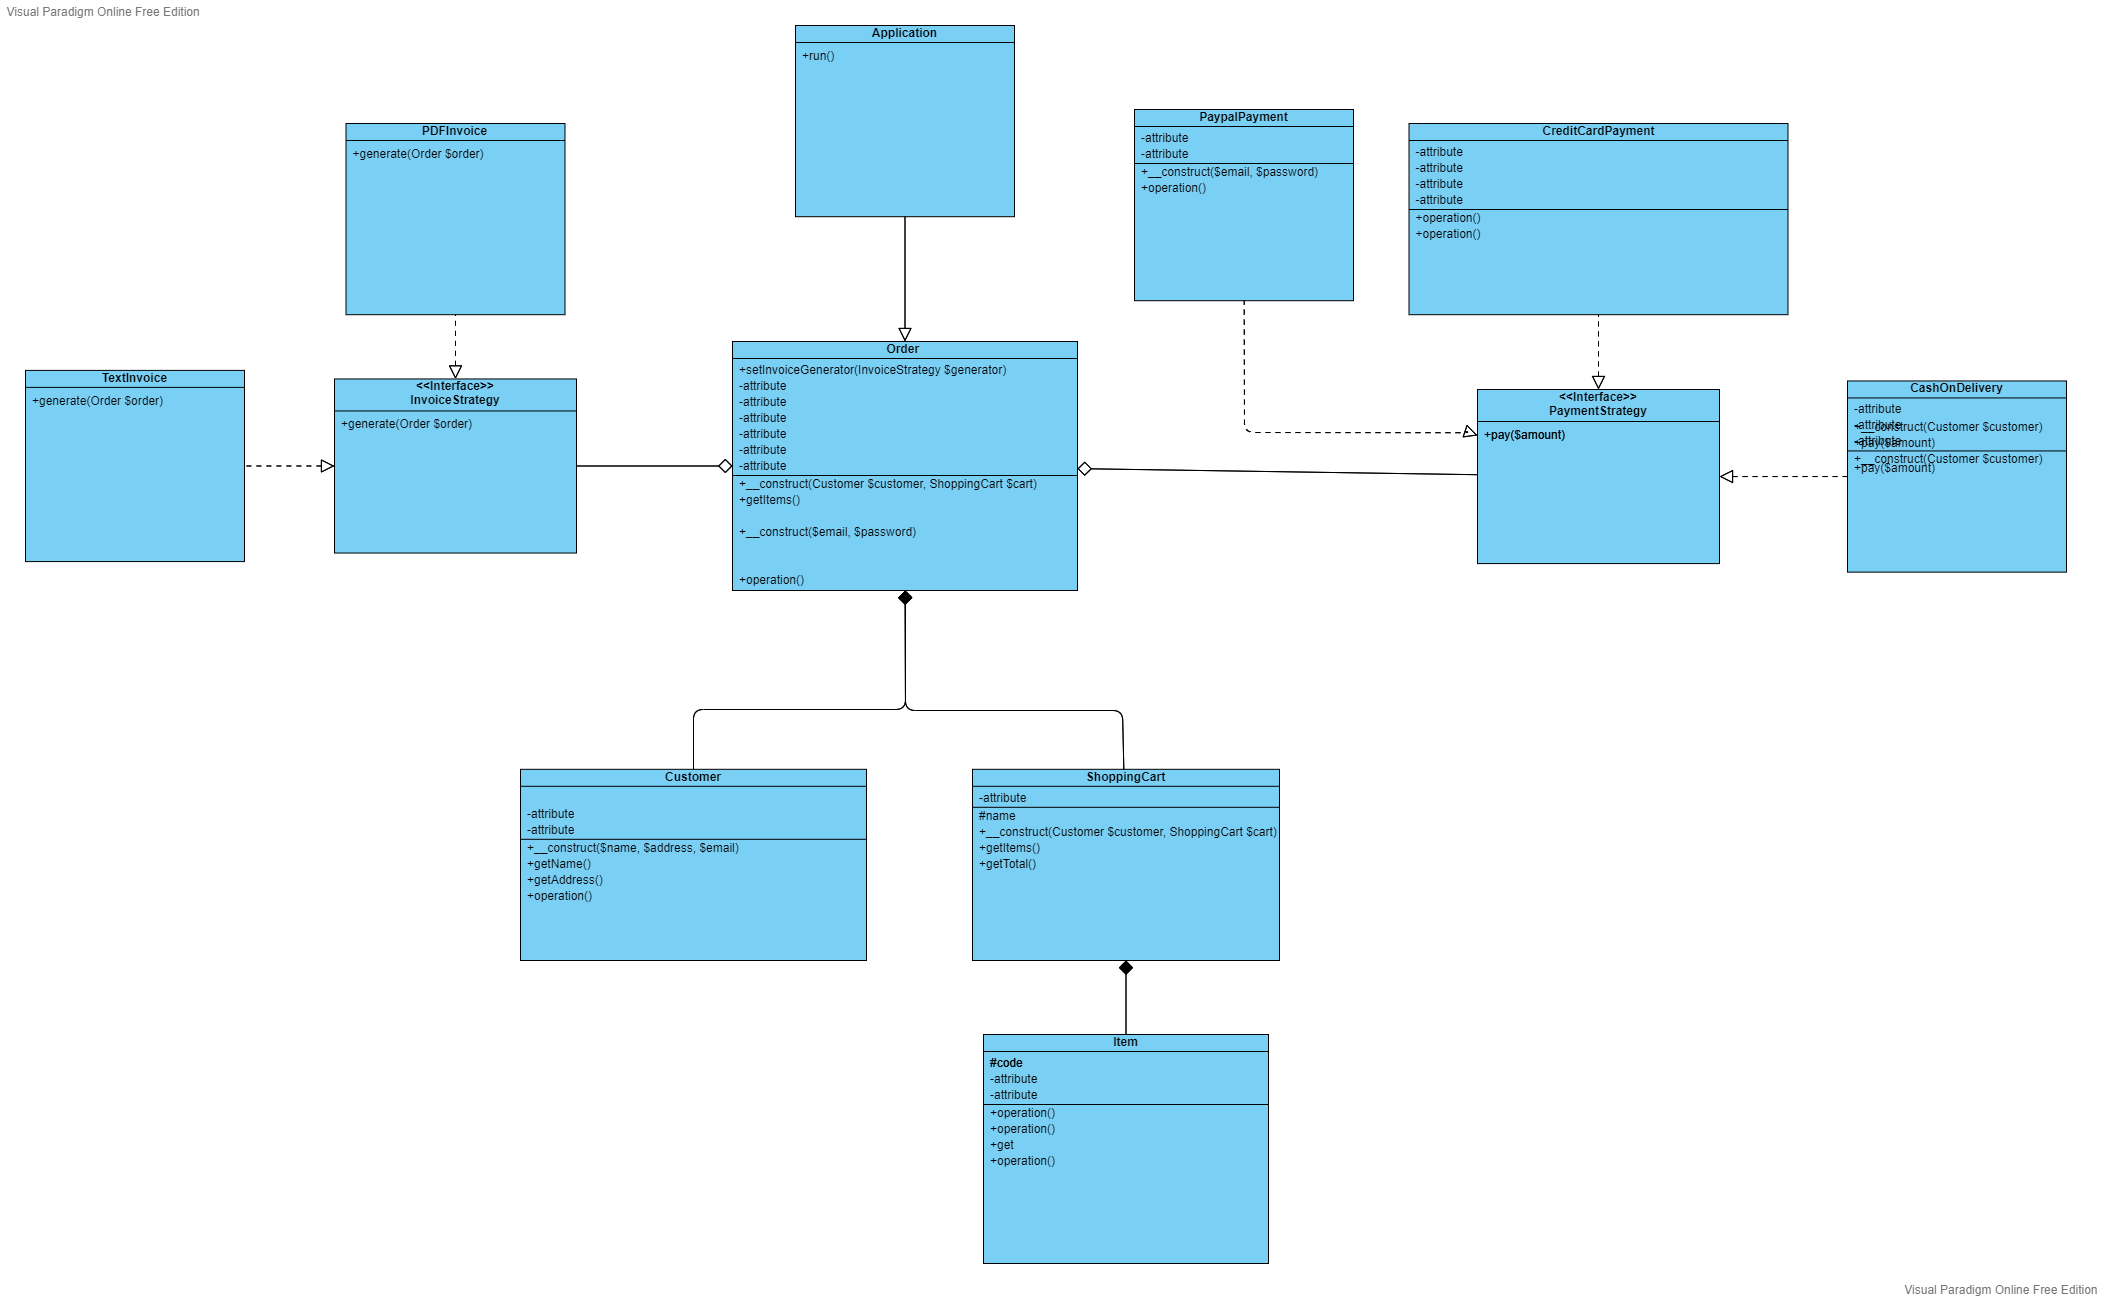 Visual Paradigm Online Free Edition
Application
+run()
PDFInvoice
+generate(Order $order)
PaypalPayment
-attribute
-attribute
+__construct($email, $password)
+operation()
CreditCardPayment
-attribute
-attribute
-attribute
-attribute
+operation()
+operation()
TextInvoice
+generate(Order $order)
<<Interface>>
InvoiceStrategy
+generate(Order $order)
Order
+setInvoiceGenerator(InvoiceStrategy $generator)
-attribute
-attribute
-attribute
-attribute
-attribute
-attribute
+__construct(Customer $customer, ShoppingCart $cart)
+getItems()
+__construct($email, $password)
+operation()
<<Interface>>
PaymentStrategy
+pay($amount)
CashOnDelivery
-attribute
-attribute
+__construct(Customer $customer)
-attribute
+pay($amount)
+__construct(Customer $customer)
+pay($amount)
Customer
-attribute
-attribute
+__construct($name, $address, $email)
+getName()
+getAddress()
+operation()
ShoppingCart
-attribute
#name
+__construct(Customer $customer, ShoppingCart $cart)
+getItems()
+getTotal()
Item
#code
-attribute
-attribute
+operation()
+operation()
+get
+operation()
Visual Paradigm Online Free Edition